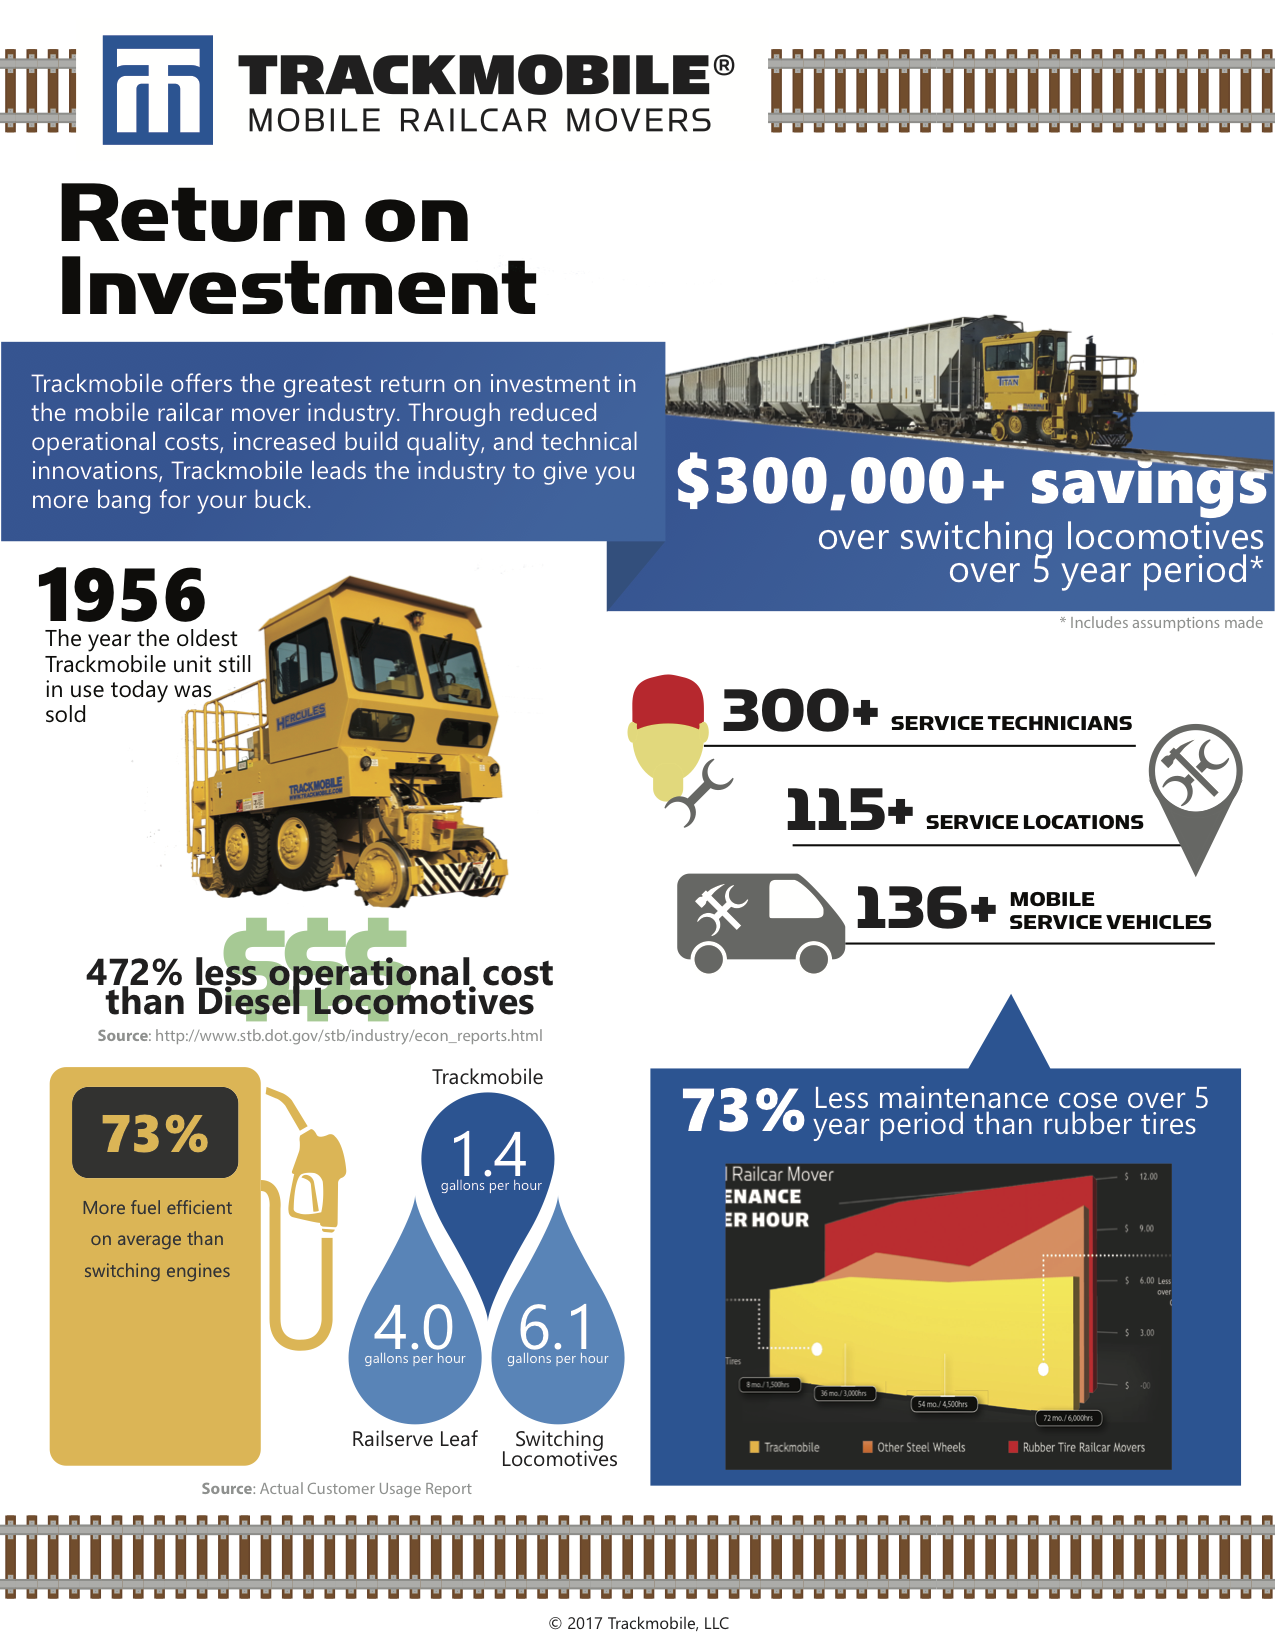 TRACKMOBILE®
MOBILE RAILCAR MOVERS
Return on
Investment
Trackmobile offers the greatest return on investment in
the mobile railcar mover industry. Through reduced
operational costs, increased build quality, and technical
innovations, Trackmobile leads the industry to give you
more bang for your buck.
TITAN
$300,000+ savings
over switching locomotives
over 5 year period*
* Includes assumptions made
1956
The year the oldest
Trackmobile unit still
in use today was
sold
HERCULES
TRACKMOBILE
WWW.TRACKMOBILE.COM
300+ SERVICE TECHNICIANS
115+ SERVICE LOCATIONS
136+ MOBILE
SERVICE VEHICLES
$$$
472% less operational cost
than Diesel Locomotives
Source: http://www.stb.dot.gov/stb/industry/econ_reports.html
73%
More fuel efficient
on average than
switching engines
Trackmobile
1.4
gallons per hour
4.0
gallons per hour
Railserve Leaf
6.1
gallons per hour
Switching
Locomotives
Source: Actual Customer Usage Report
73% Less maintenance cose over 5
year period than rubber tires
l Railcar Mover
ENANCE
ER HOUR
$ 12.00
$ 9.00
$ 6.00
Less
over
$ 3.00
$ -00
Tires
8 mo./1,500hrs
36 mo./3,000hrs
54 mo./4,500hrs
72 mo./6,000hrs
Trackmobile
Other Steel Wheels
Rubber Tire Railcar Movers
© 2017 Trackmobile, LLC